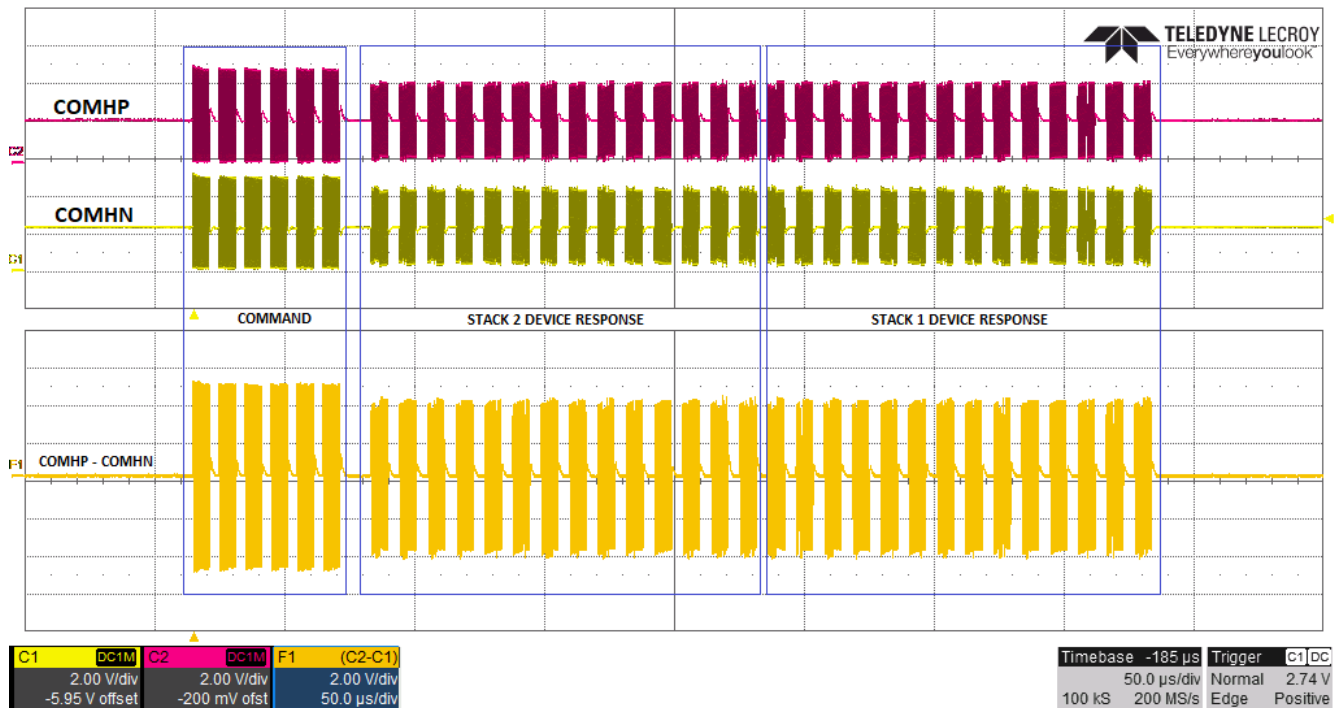 TELEDYNE LECROY
Everywhereyoulook
COMHP
C2
COMHN
C1
COMMAND
STACK 2 DEVICE RESPONSE
STACK 1 DEVICE RESPONSE
F1
COMHP - COMHN
C1 DC1M
2.00 V/div
-5.95 V offset
C2 DC1M
2.00 V/div
-200 mV ofst
F1 (C2-C1)
2.00 V/div
50.0 µs/div
Timebase -185 µs
50.0 µs/div
100 kS 200 MS/s
Trigger C1 DC
Normal 2.74 V
Edge Positive